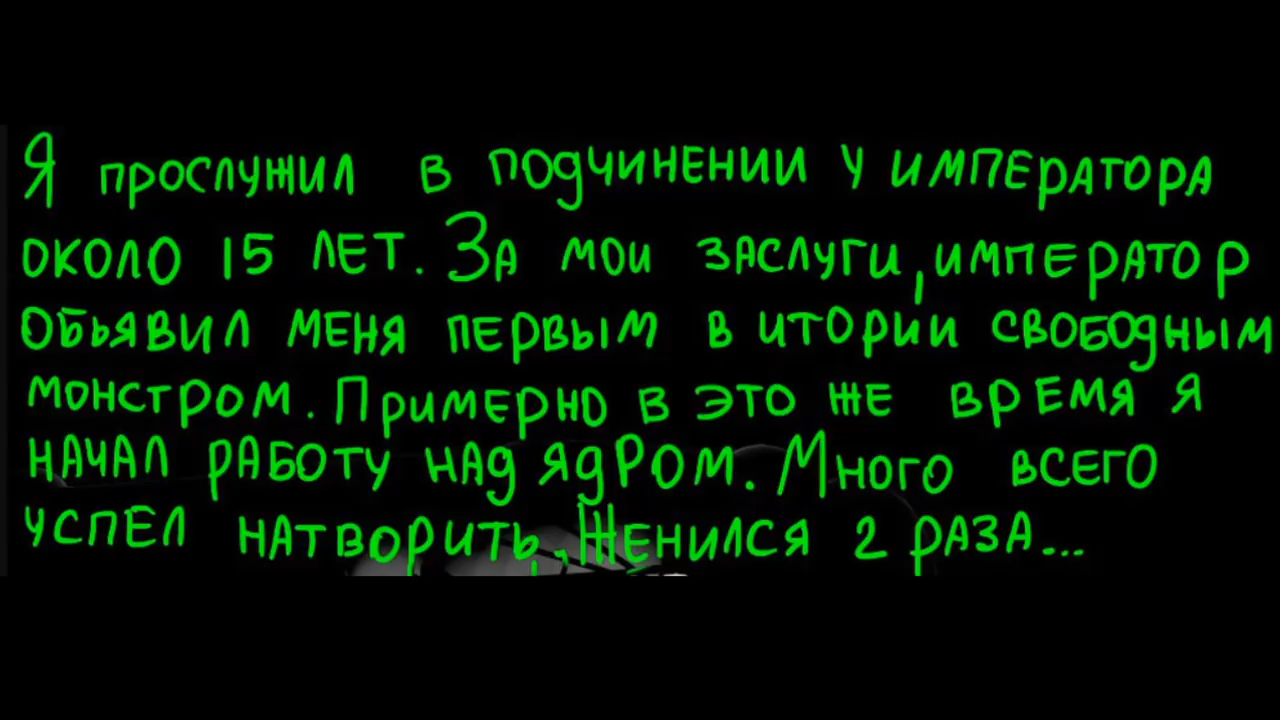 Я прослужил в подчинении у императора
около 15 лет. За мои заслуги, император
обьявил меня первым в итории свободным
монстром. Примерно в это же время я
начал работу над ядром. Много всего
успел натворить, Женился 2 раза...